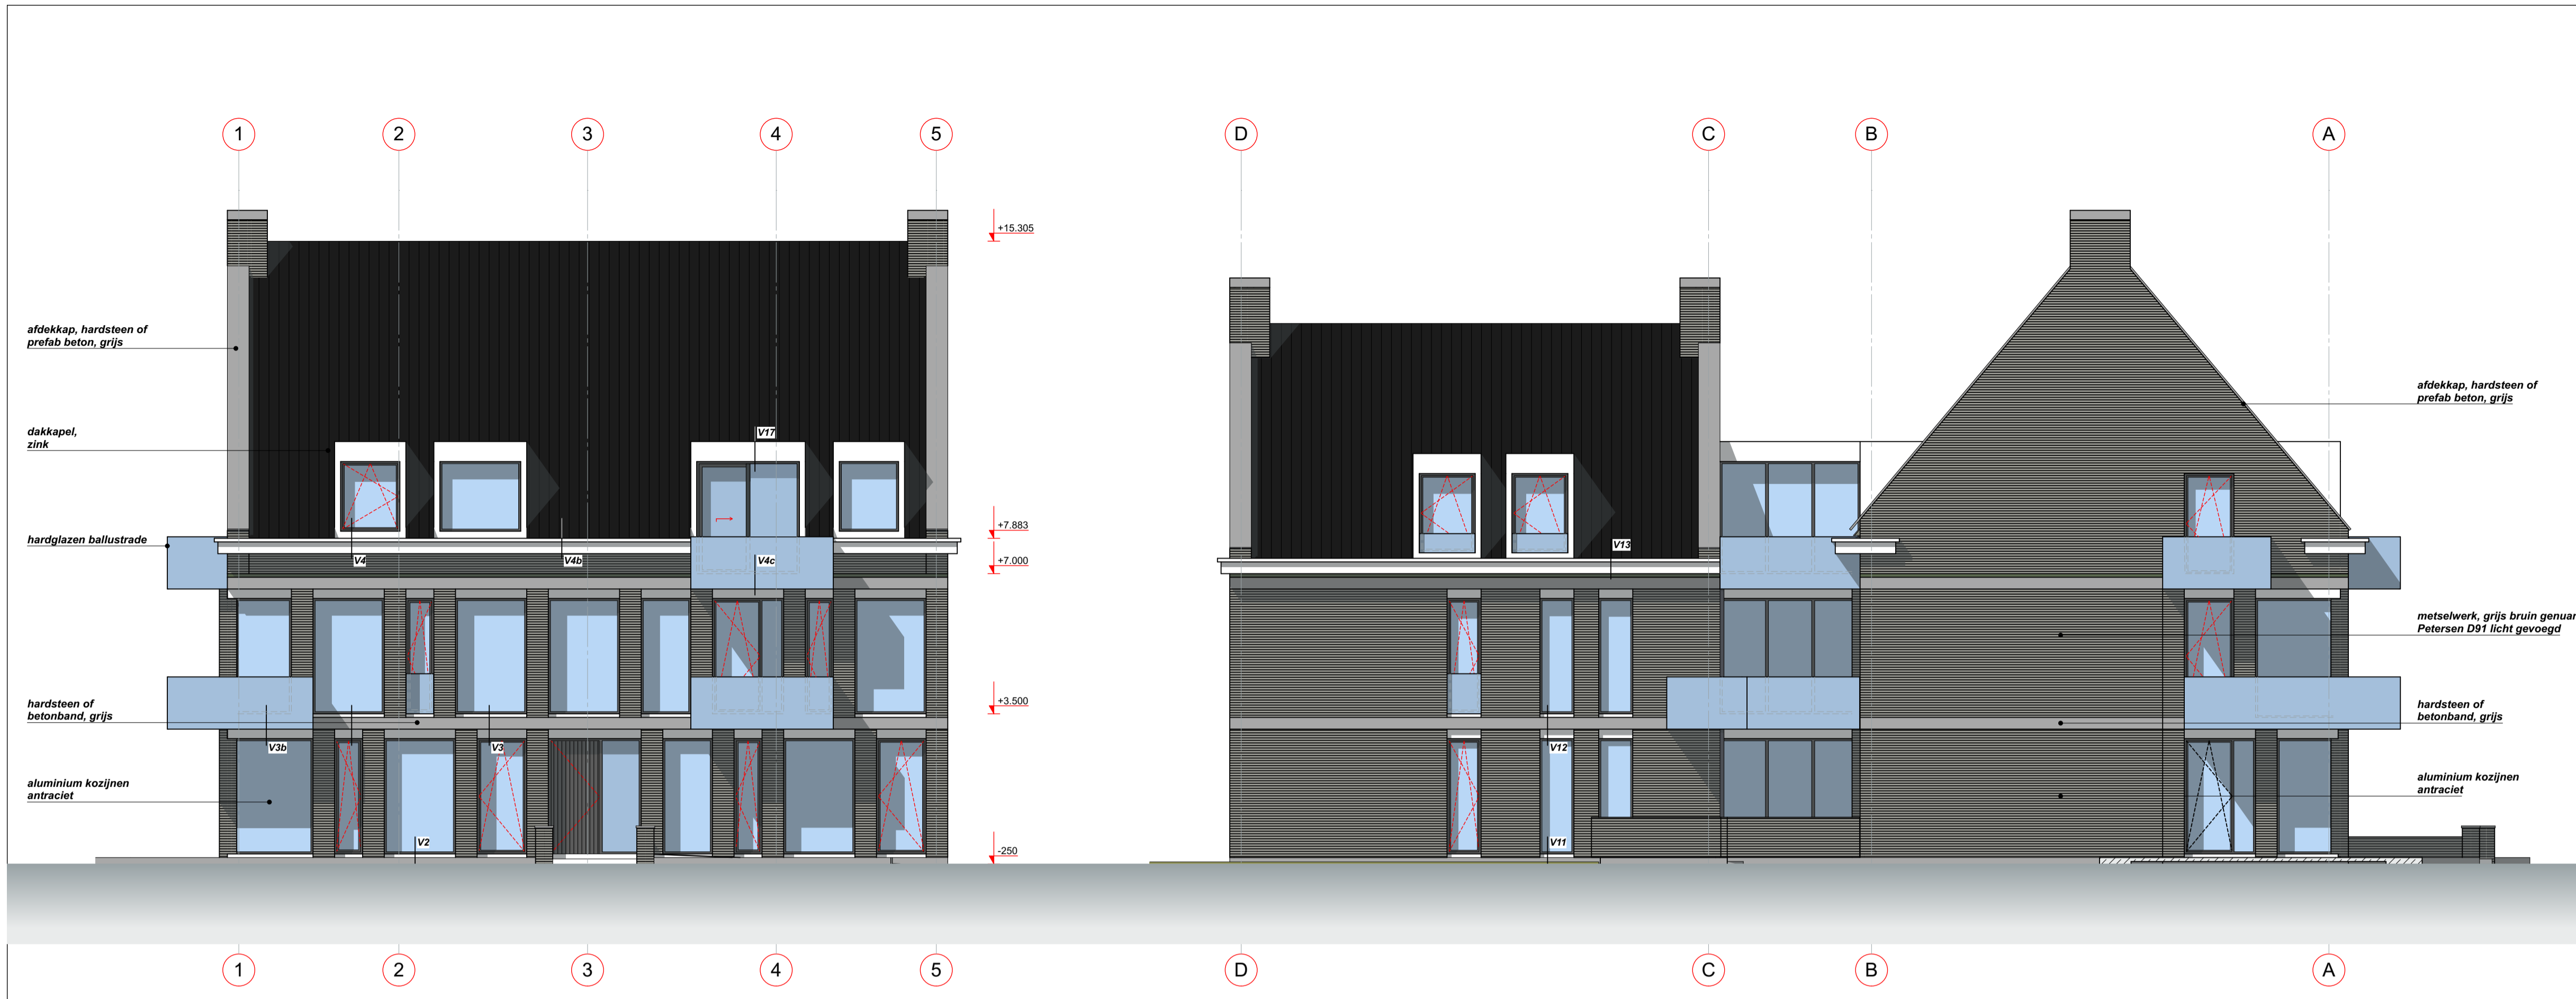 1 2 3 4 5 D C B A
+15.305
afdekkap, hardsteen of
prefab beton, grijs
dakkapel,
zink
V17
hardglazen ballustrade
V4 V4b V4c
+7.883
+7.000
V13
hardsteen of
betonband, grijs
+3.500
V3b V3
V12
aluminium kozijnen
antraciet
V2
-250
V11
afdekkap, hardsteen of
prefab beton, grijs
metselwerk, grijs bruin genuan
Petersen D91 licht gevoegd
hardsteen of
betonband, grijs
aluminium kozijnen
antraciet
1 2 3 4 5 D C B A